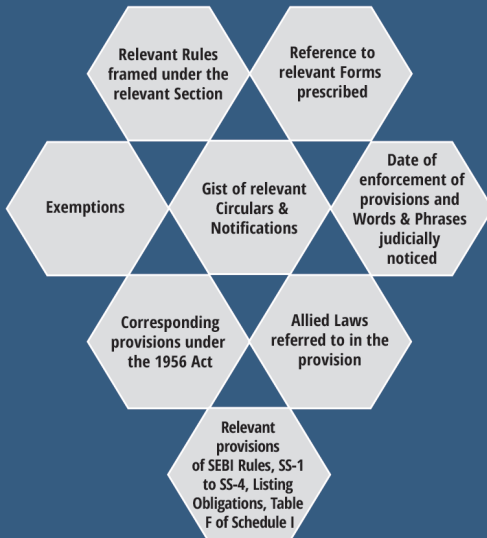 Relevant Rules
framed under the
relevant Section
Reference to
relevant Forms
prescribed
Exemptions
Gist of relevant
Circulars &
Notifications
Date of
enforcement of
provisions and
Words & Phrases
judicially
noticed
Corresponding
provisions under
the 1956 Act
Allied Laws
referred to in the
provision
Relevant
provisions
of SEBI Rules, SS-1
to SS-4, Listing
Obligations, Table
F of Schedule I